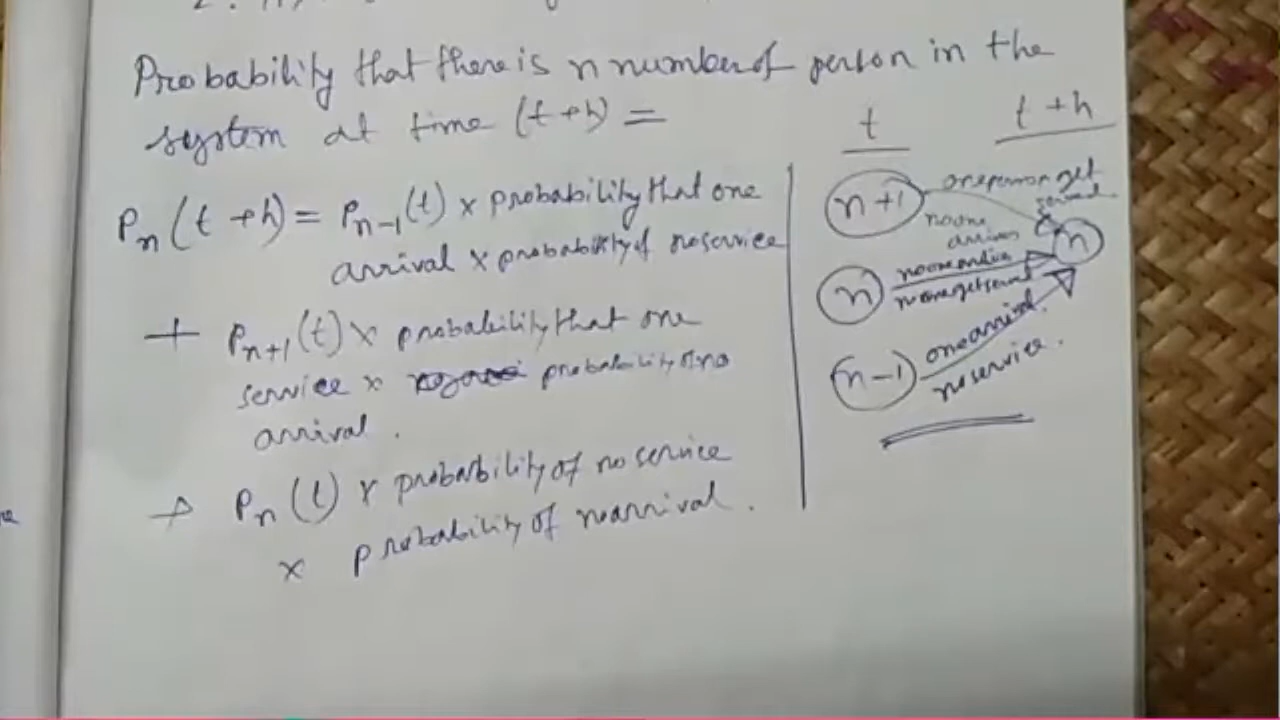 Probability that there is n number of person in the
system at time (t+h) =
Pn (t+h) = Pn-1(t) x probability that one
arrival x probability of no service
+ Pn+1(t) x probability that one
service x probability of no
arrival.
+ Pn (t) x probability of no service
x probability of no arrival.
t t+h
n+1 one person get
served
no one
arrives
n
n no one arrive
no one get served
n-1 one arrival.
no service.